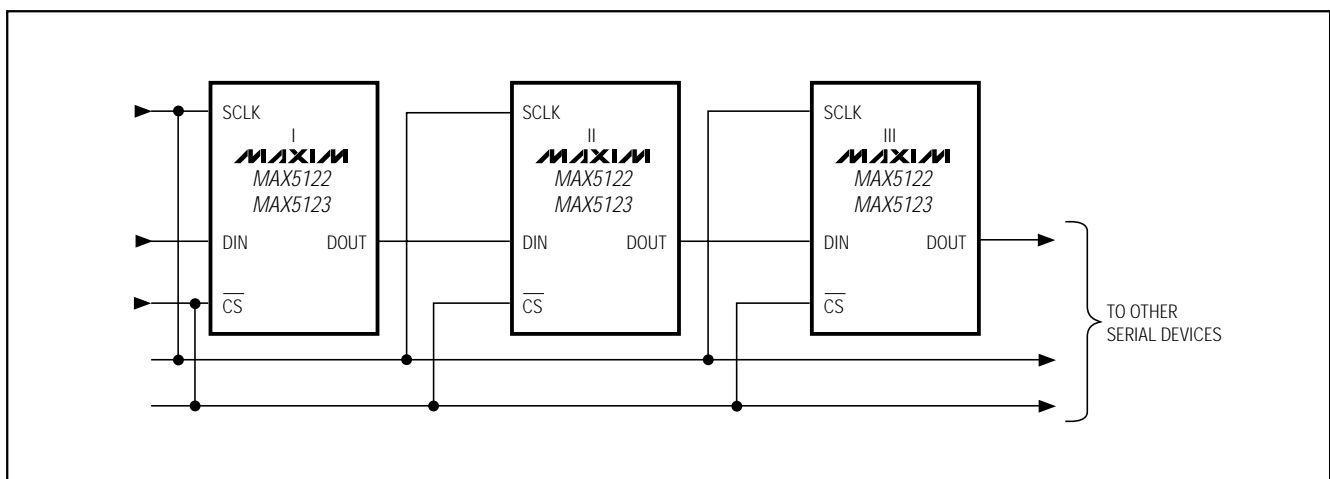 SCLK
I
MAXIM
MAX5122
MAX5123
DIN DOUT
CS
SCLK
II
MAXIM
MAX5122
MAX5123
DIN DOUT
CS
SCLK
III
MAXIM
MAX5122
MAX5123
DIN DOUT
CS
TO OTHER
SERIAL DEVICES